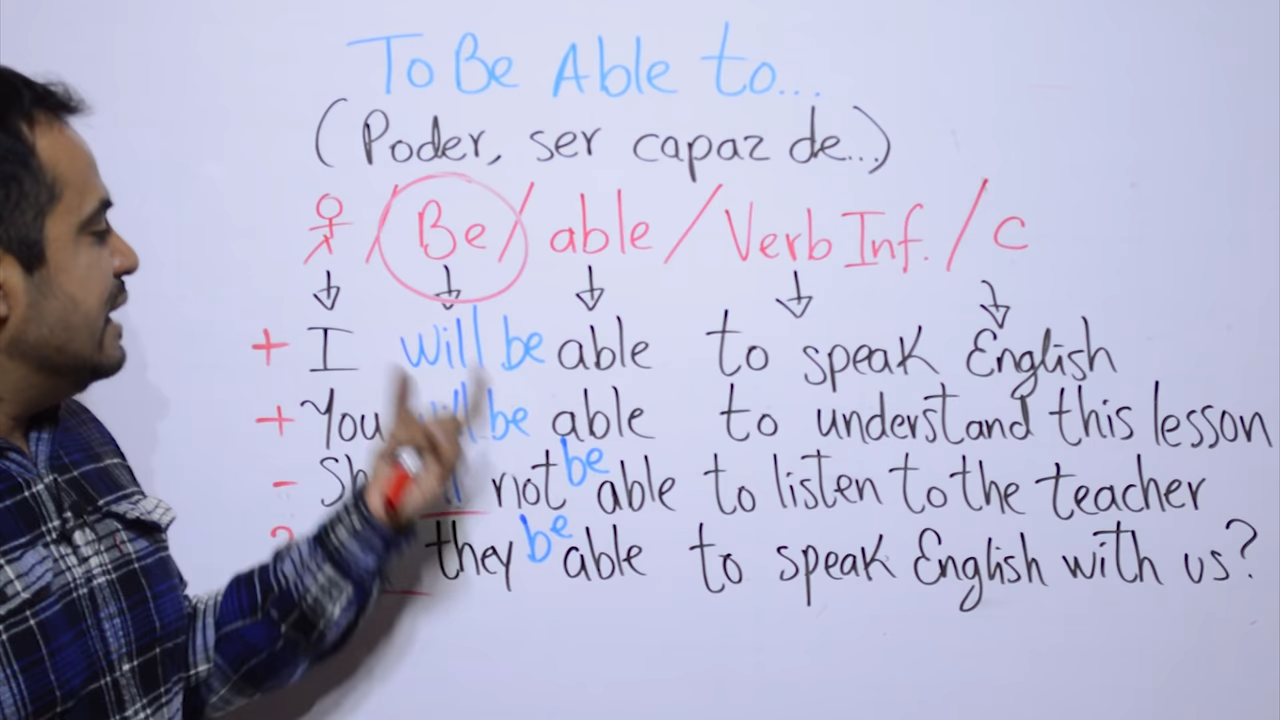 To Be Able to...
(Poder, ser capaz de...)
/ Be / able / Verb Inf. / C
+ I will be able to speak English
+ You will be able to understand this lesson
- not be able to listen to the teacher
? they be able to speak English with us?